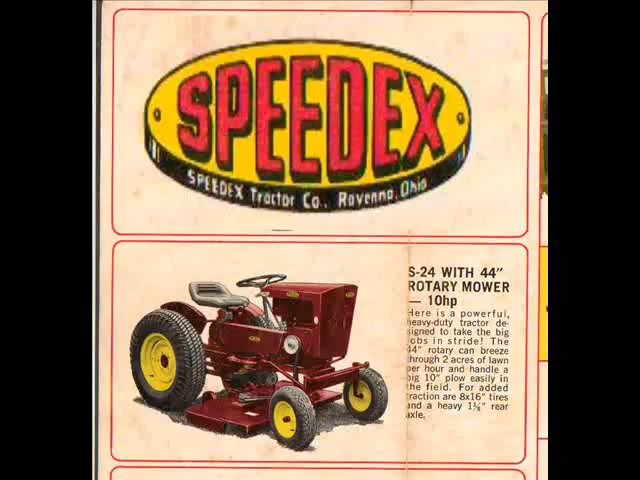 SPEEDEX
SPEEDEX Tractor Co., Ravenna, Ohio
S-24 WITH 44"
ROTARY MOWER
— 10hp
Here is a powerful,
heavy-duty tractor de-
signed to take the big
jobs in stride! The
44" rotary can breeze
through 2 acres of lawn
per hour and handle a
big 10" plow easily in
the field. For added
traction are 8x16" tires
and a heavy 1¾" rear
axle.